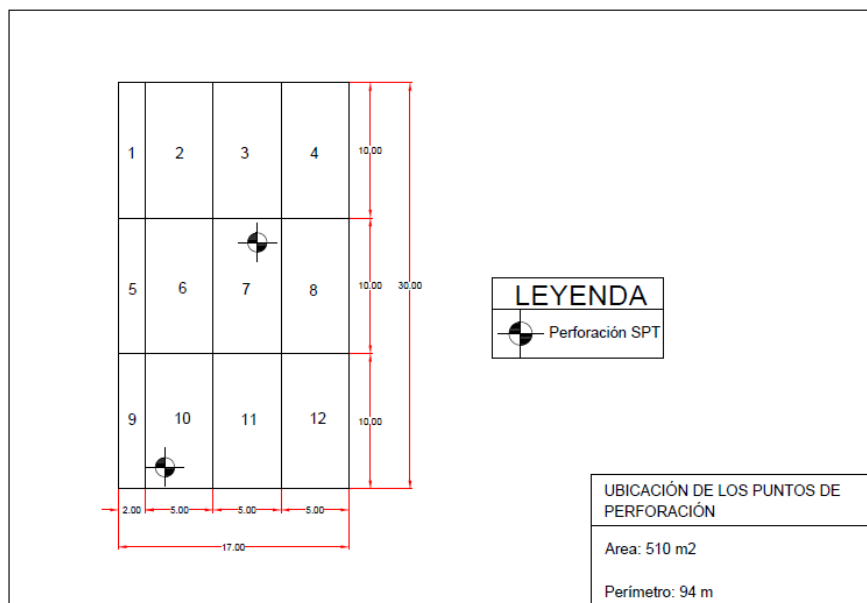 1 2 3 4
10.00
5 6 7 8
10.00
30.00
9 10 11 12
10.00
2.00 5.00 5.00 5.00
17.00
LEYENDA
Perforación SPT
UBICACIÓN DE LOS PUNTOS DE
PERFORACIÓN
Area: 510 m2
Perímetro: 94 m